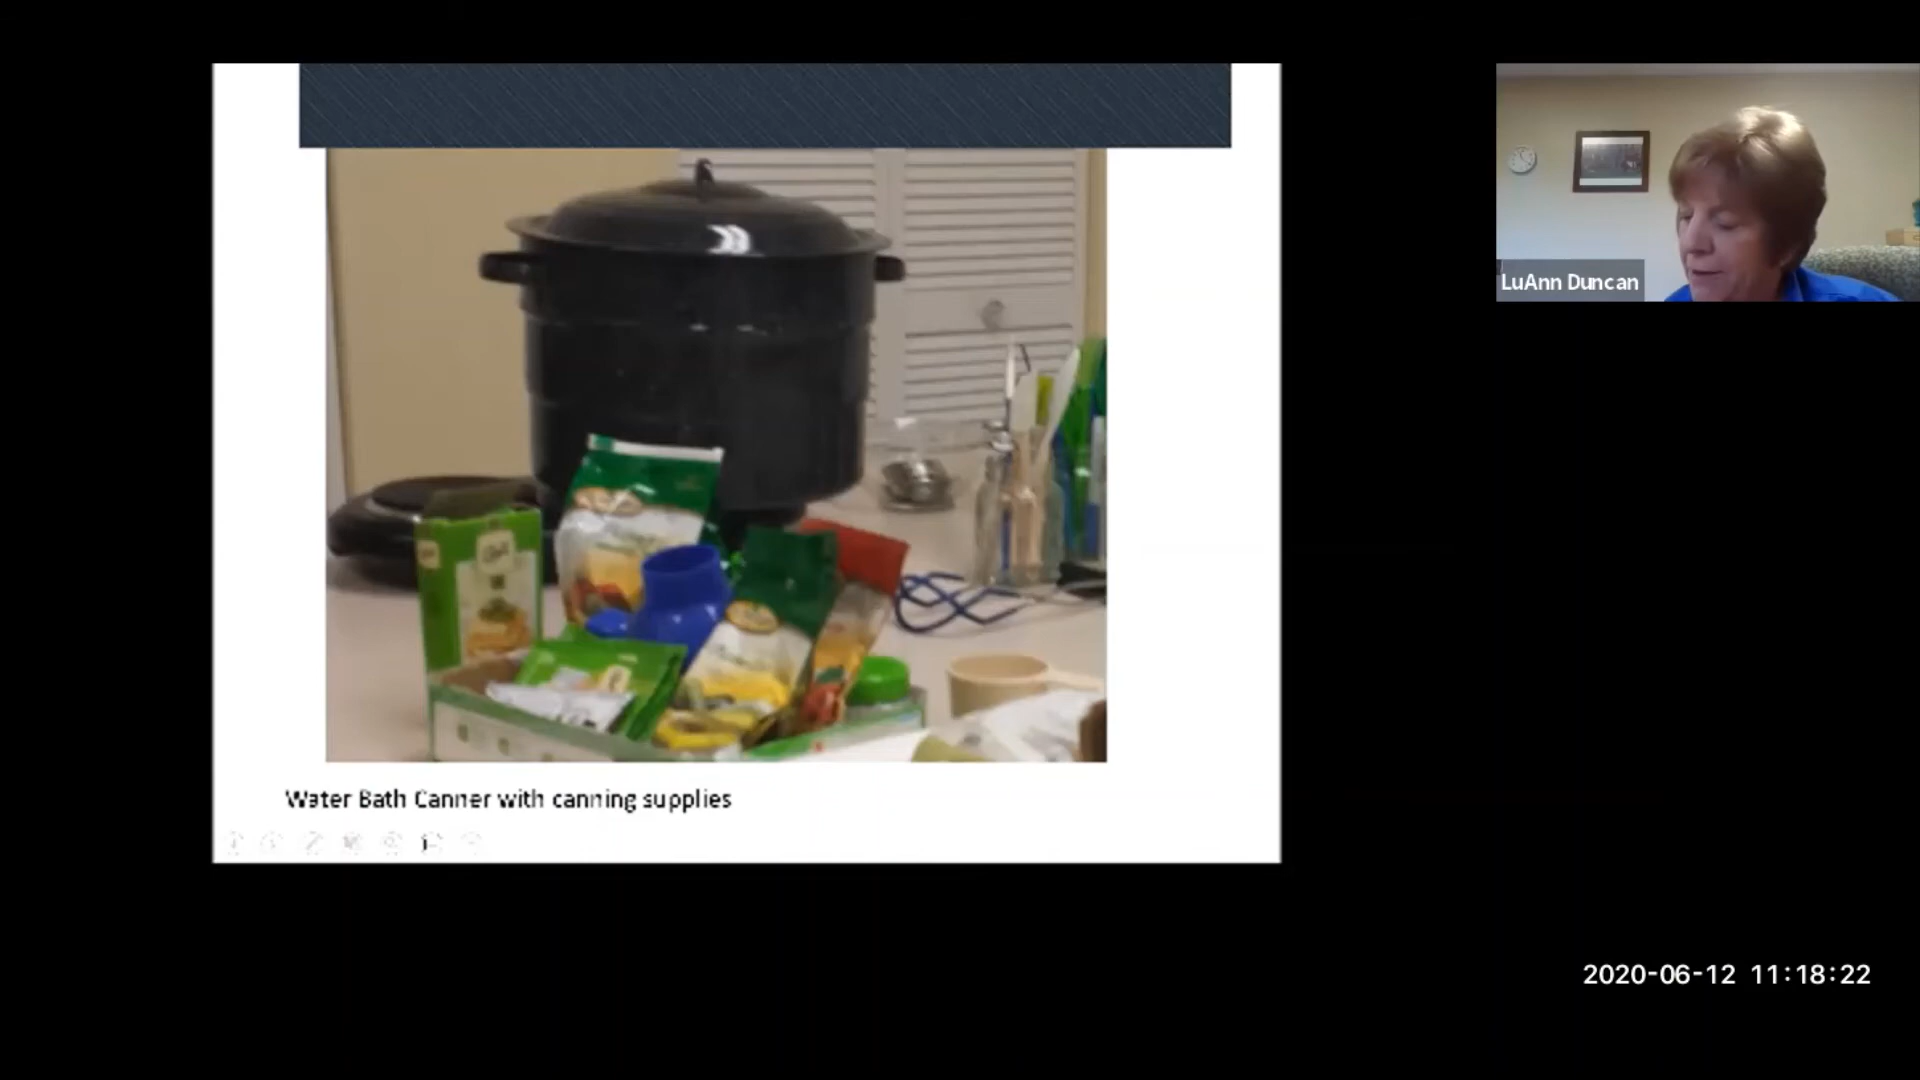 LuAnn Duncan
Water Bath Canner with canning supplies
2020-06-12 11:18:22